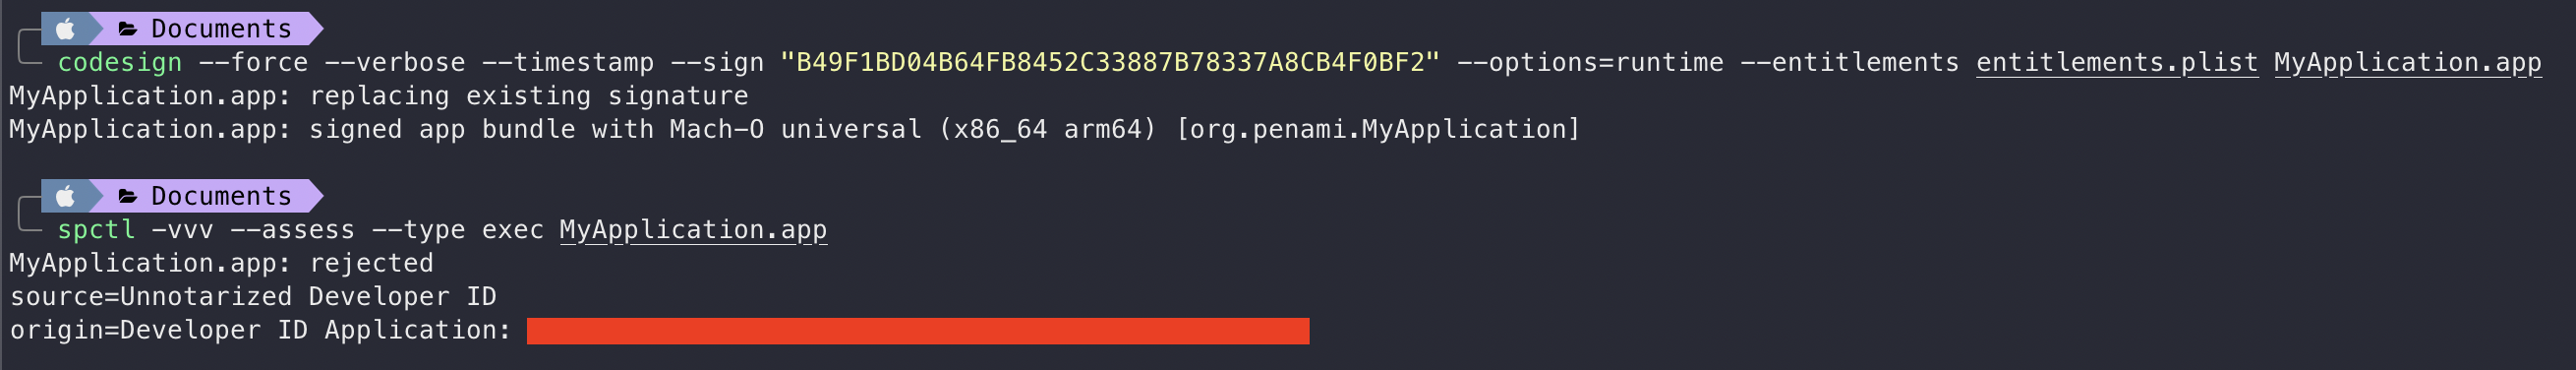 Documents
codesign --force --verbose --timestamp --sign "B49F1BD04B64FB8452C33887B78337A8CB4F0BF2" --options=runtime --entitlements entitlements.plist MyApplication.app
MyApplication.app: replacing existing signature
MyApplication.app: signed app bundle with Mach-O universal (x86_64 arm64) [org.penami.MyApplication]
Documents
spctl -vvv --assess --type exec MyApplication.app
MyApplication.app: rejected
source=Unnotarized Developer ID
origin=Developer ID Application: